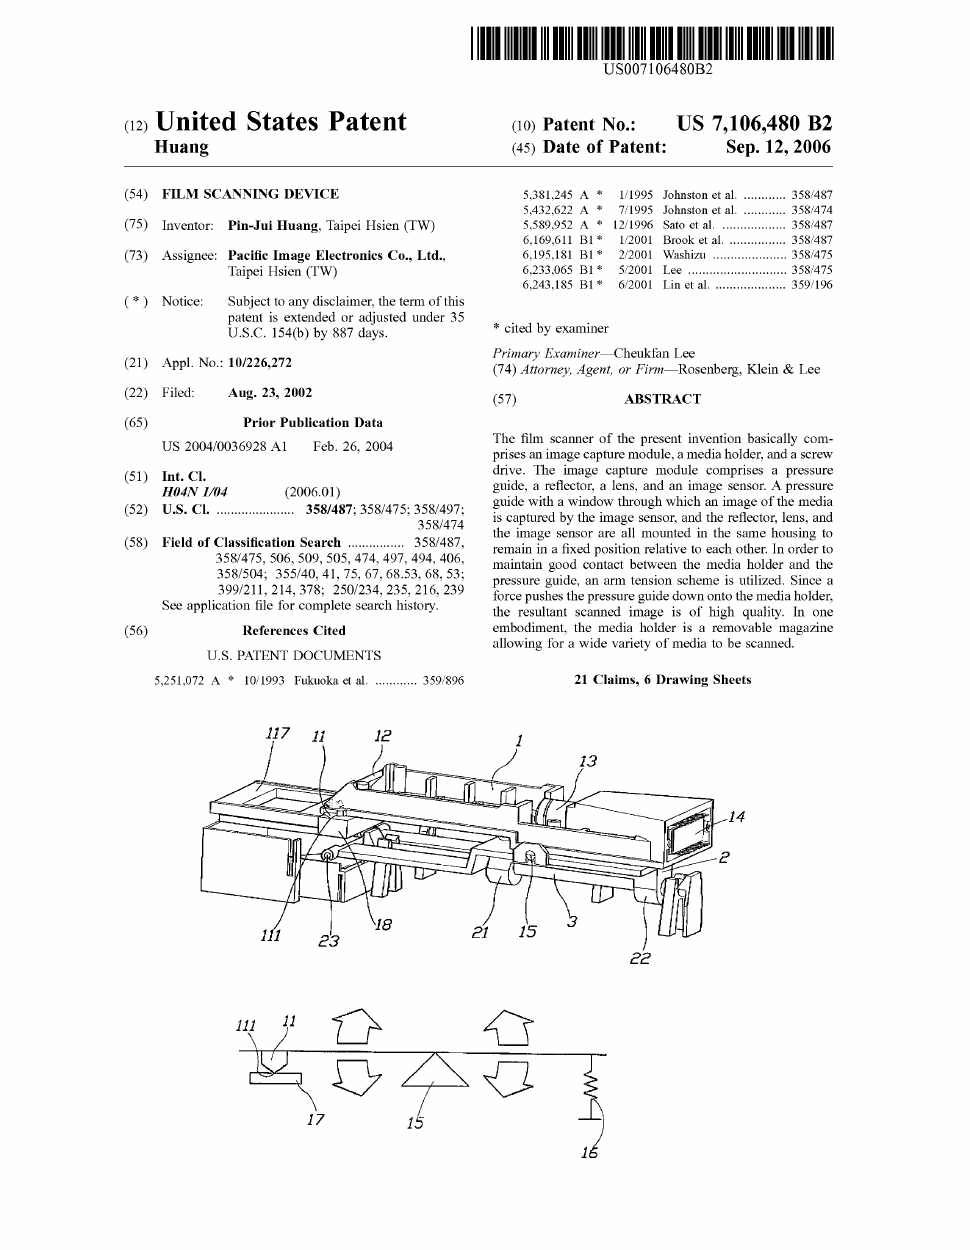 US007106480B2
(12) United States Patent
Huang
(10) Patent No.: US 7,106,480 B2
(45) Date of Patent: Sep. 12, 2006
(54) FILM SCANNING DEVICE
(75) Inventor: Pin-Jui Huang, Taipei Hsien (TW)
(73) Assignee: Pacific Image Electronics Co., Ltd.,
Taipei Hsien (TW)
( * ) Notice: Subject to any disclaimer, the term of this
patent is extended or adjusted under 35
U.S.C. 154(b) by 887 days.
(21) Appl. No.: 10/226,272
(22) Filed: Aug. 23, 2002
(65) Prior Publication Data
US 2004/0036928 A1 Feb. 26, 2004
(51) Int. Cl.
H04N 1/04 (2006.01)
(52) U.S. Cl. ...................... 358/487; 358/475; 358/497;
358/474
(58) Field of Classification Search ................ 358/487,
358/475, 506, 509, 505, 474, 497, 494, 406,
358/504; 355/40, 41, 75, 67, 68.53, 68, 53;
399/211, 214, 378; 250/234, 235, 216, 239
See application file for complete search history.
(56) References Cited
U.S. PATENT DOCUMENTS
5,251,072 A * 10/1993 Fukuoka et al. ............ 359/896
5,381,245 A * 1/1995 Johnston et al. ............ 358/487
5,432,622 A * 7/1995 Johnston et al. ............ 358/474
5,589,952 A * 12/1996 Sato et al. .................. 358/487
6,169,611 B1 * 1/2001 Brook et al. ................ 358/487
6,195,181 B1 * 2/2001 Washizu ..................... 358/475
6,233,065 B1 * 5/2001 Lee ............................ 358/475
6,243,185 B1 * 6/2001 Lin et al. .................... 359/196
* cited by examiner
Primary Examiner—Cheukfan Lee
(74) Attorney, Agent, or Firm—Rosenberg, Klein & Lee
(57) ABSTRACT
The film scanner of the present invention basically com-
prises an image capture module, a media holder, and a screw
drive. The image capture module comprises a pressure
guide, a reflector, a lens, and an image sensor. A pressure
guide with a window through which an image of the media
is captured by the image sensor, and the reflector, lens, and
the image sensor are all mounted in the same housing to
remain in a fixed position relative to each other. In order to
maintain good contact between the media holder and the
pressure guide, an arm tension scheme is utilized. Since a
force pushes the pressure guide down onto the media holder,
the resultant scanned image is of high quality. In one
embodiment, the media holder is a removable magazine
allowing for a wide variety of media to be scanned.
21 Claims, 6 Drawing Sheets
117 11 12 1 13
14
2
111 23 18 21 15 3 22
111 11
17 15 16